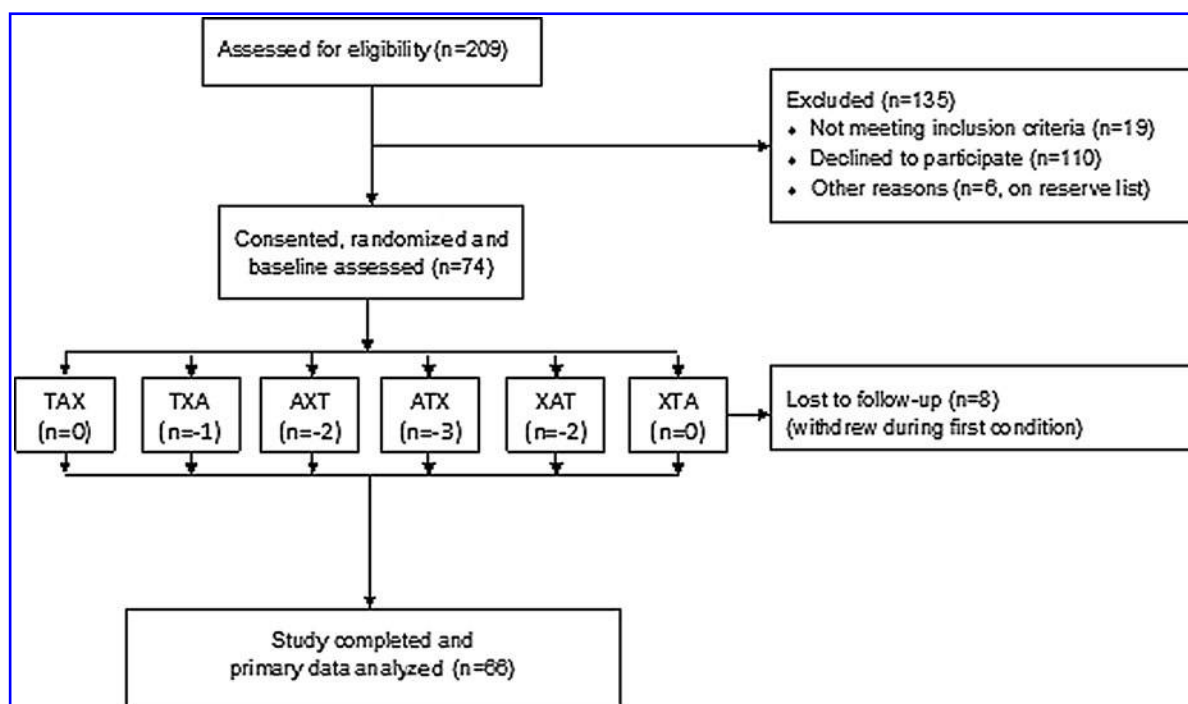 Assessed for eligibility (n=209)
Excluded (n=135)
• Not meeting inclusion criteria (n=19)
• Declined to participate (n=110)
• Other reasons (n=6, on reserve list)
Consented, randomized and
baseline assessed (n=74)
TAX
(n=0)
TXA
(n=-1)
AXT
(n=-2)
ATX
(n=-3)
XAT
(n=-2)
XTA
(n=0)
Lost to follow-up (n=8)
(withdrew during first condition)
Study completed and
primary data analyzed (n=66)